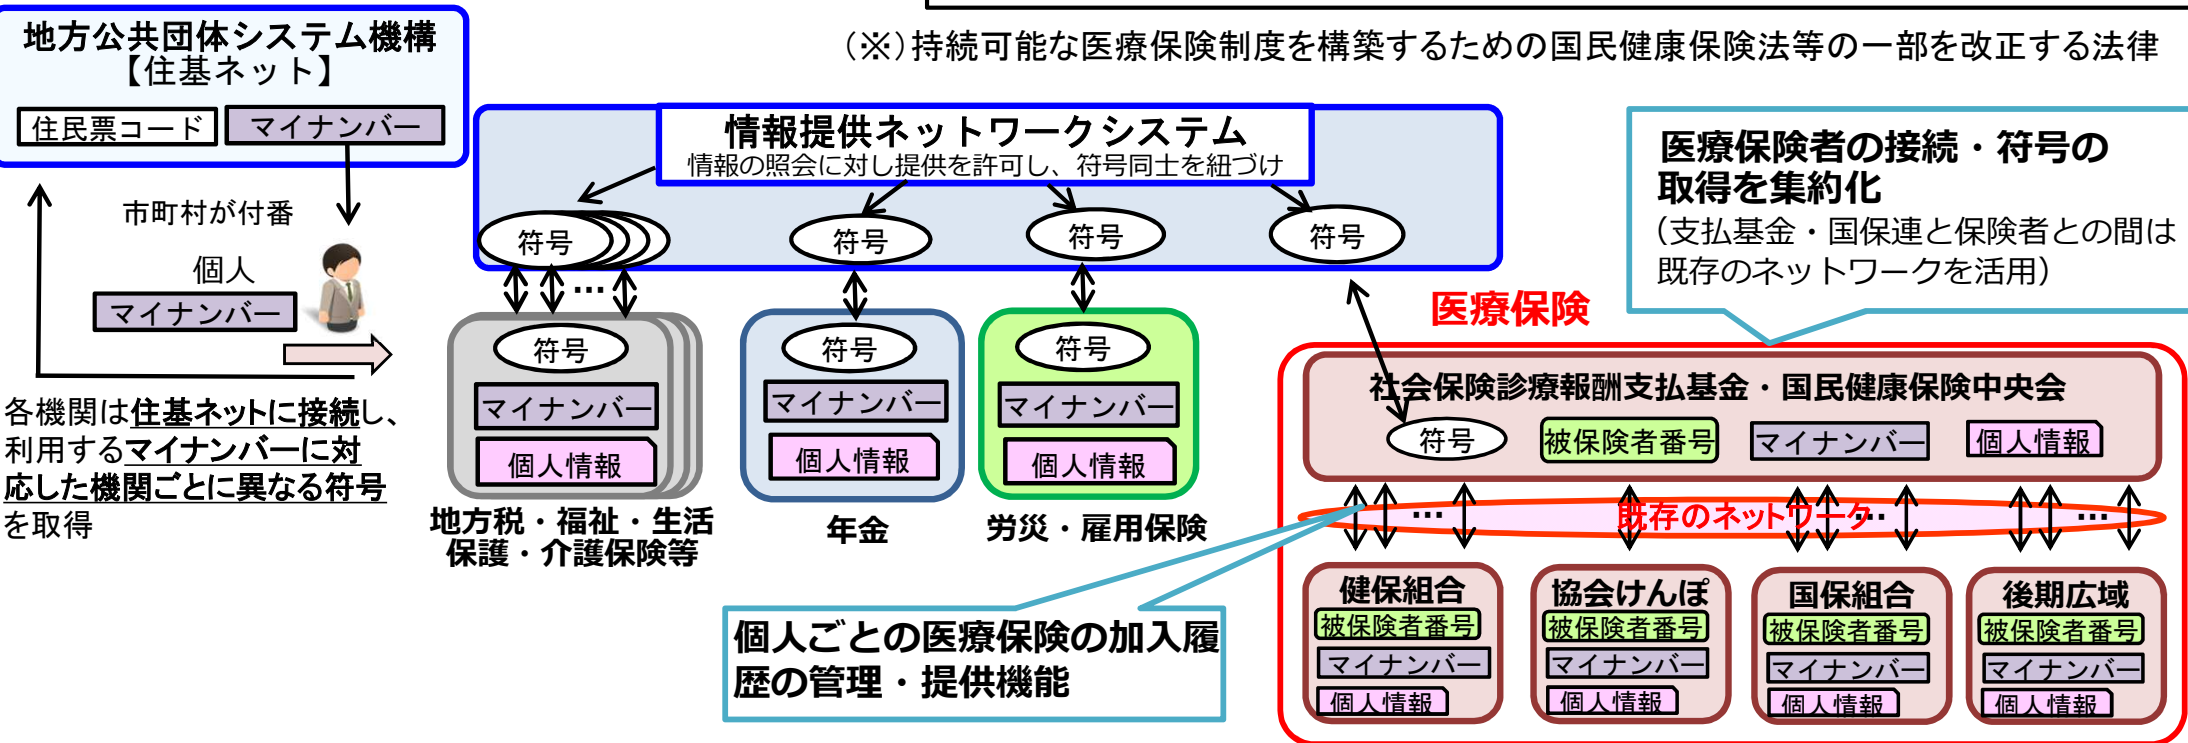 (※)持続可能な医療保険制度を構築するための国民健康保険法等の一部を改正する法律
地方公共団体システム機構
【住基ネット】
住民票コード
マイナンバー
市町村が付番
個人
マイナンバー
各機関は住基ネットに接続し、
利用するマイナンバーに対
応した機関ごとに異なる符号
を取得
情報提供ネットワークシステム
情報の照会に対し提供を許可し、符号同士を紐づけ
符号
符号
符号
符号
…
符号
マイナンバー
個人情報
地方税・福祉・生活
保護・介護保険等
符号
マイナンバー
個人情報
年金
符号
マイナンバー
個人情報
労災・雇用保険
医療保険者の接続・符号の
取得を集約化
(支払基金・国保連と保険者との間は
既存のネットワークを活用)
医療保険
社会保険診療報酬支払基金・国民健康保険中央会
符号
被保険者番号
マイナンバー
個人情報
…
既存のネットワーク
…
…
個人ごとの医療保険の加入履
歴の管理・提供機能
健保組合
被保険者番号
マイナンバー
個人情報
協会けんぽ
被保険者番号
マイナンバー
個人情報
国保組合
被保険者番号
マイナンバー
個人情報
後期広域
被保険者番号
マイナンバー
個人情報